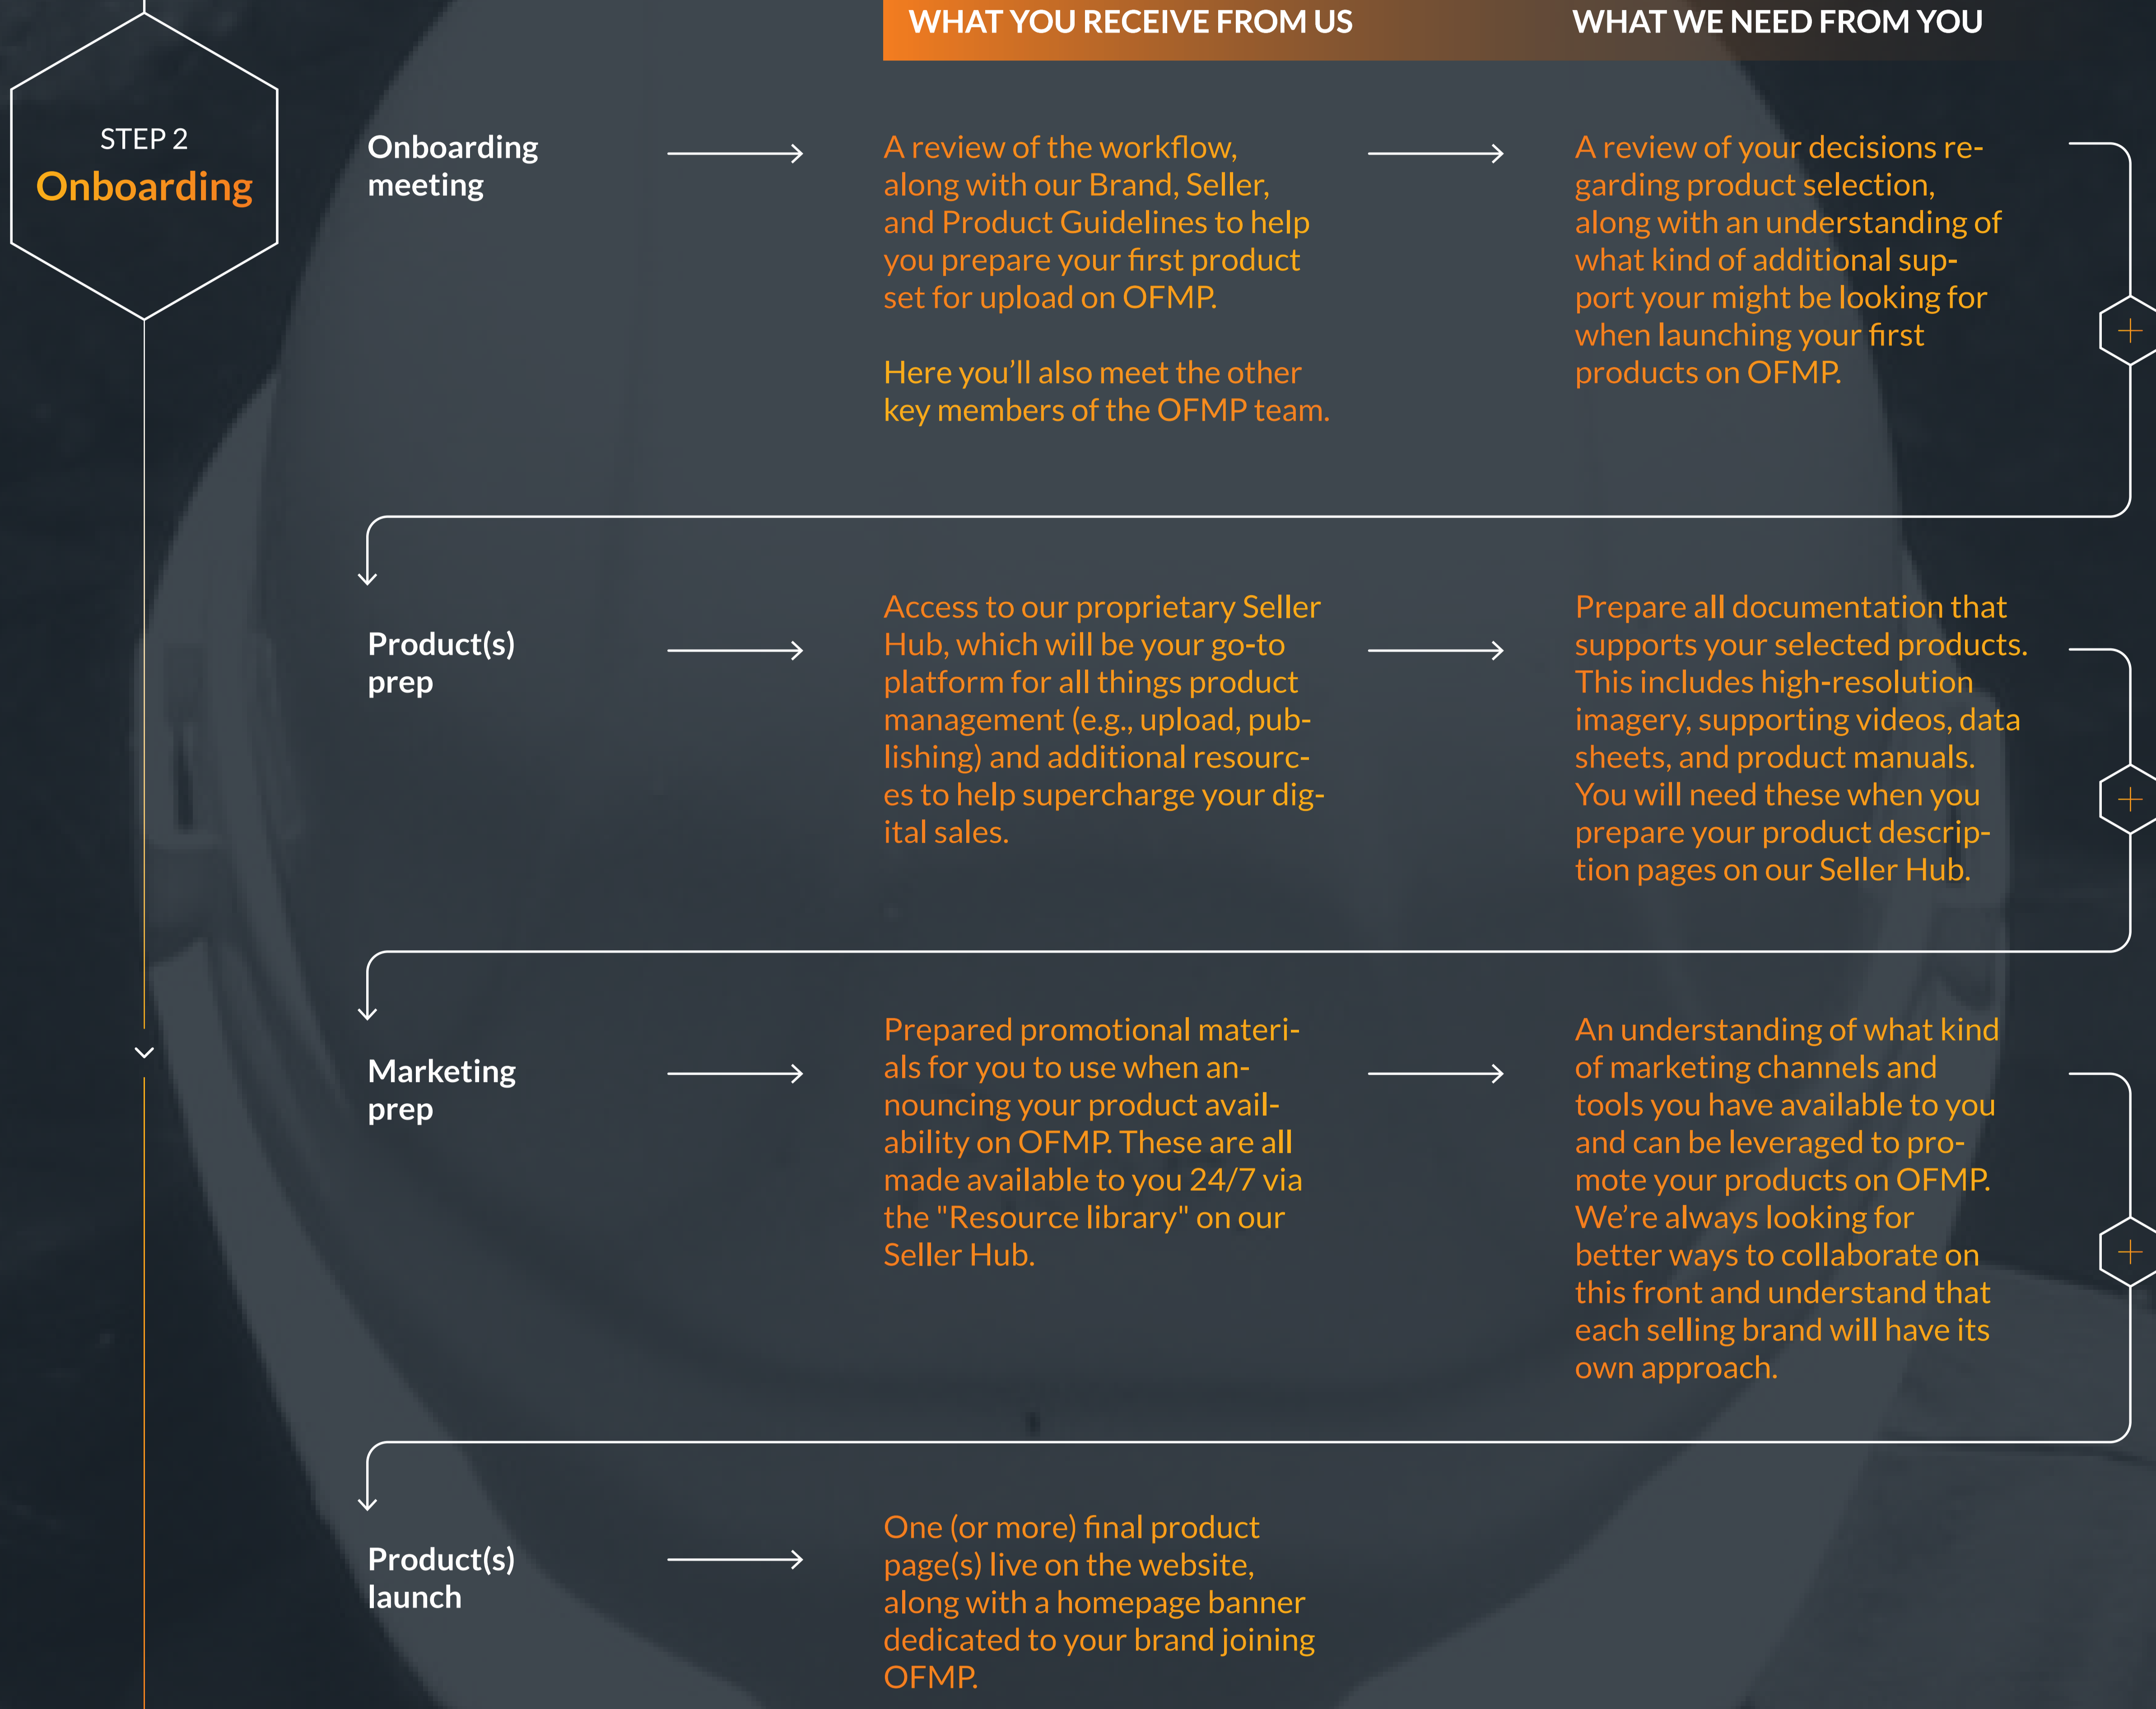 WHAT YOU RECEIVE FROM US
WHAT WE NEED FROM YOU
STEP 2
Onboarding
Onboarding
meeting
A review of the workflow,
along with our Brand, Seller,
and Product Guidelines to help
you prepare your first product
set for upload on OFMP.
Here you’ll also meet the other
key members of the OFMP team.
A review of your decisions re-
garding product selection,
along with an understanding of
what kind of additional sup-
port your might be looking for
when launching your first
products on OFMP.
Product(s)
prep
Access to our proprietary Seller
Hub, which will be your go-to
platform for all things product
management (e.g., upload, pub-
lishing) and additional resourc-
es to help supercharge your dig-
ital sales.
Prepare all documentation that
supports your selected products.
This includes high-resolution
imagery, supporting videos, data
sheets, and product manuals.
You will need these when you
prepare your product descrip-
tion pages on our Seller Hub.
Marketing
prep
Prepared promotional materi-
als for you to use when an-
nouncing your product avail-
ability on OFMP. These are all
made available to you 24/7 via
the "Resource library" on our
Seller Hub.
An understanding of what kind
of marketing channels and
tools you have available to you
and can be leveraged to pro-
mote your products on OFMP.
We’re always looking for
better ways to collaborate on
this front and understand that
each selling brand will have its
own approach.
Product(s)
launch
One (or more) final product
page(s) live on the website,
along with a homepage banner
dedicated to your brand joining
OFMP.